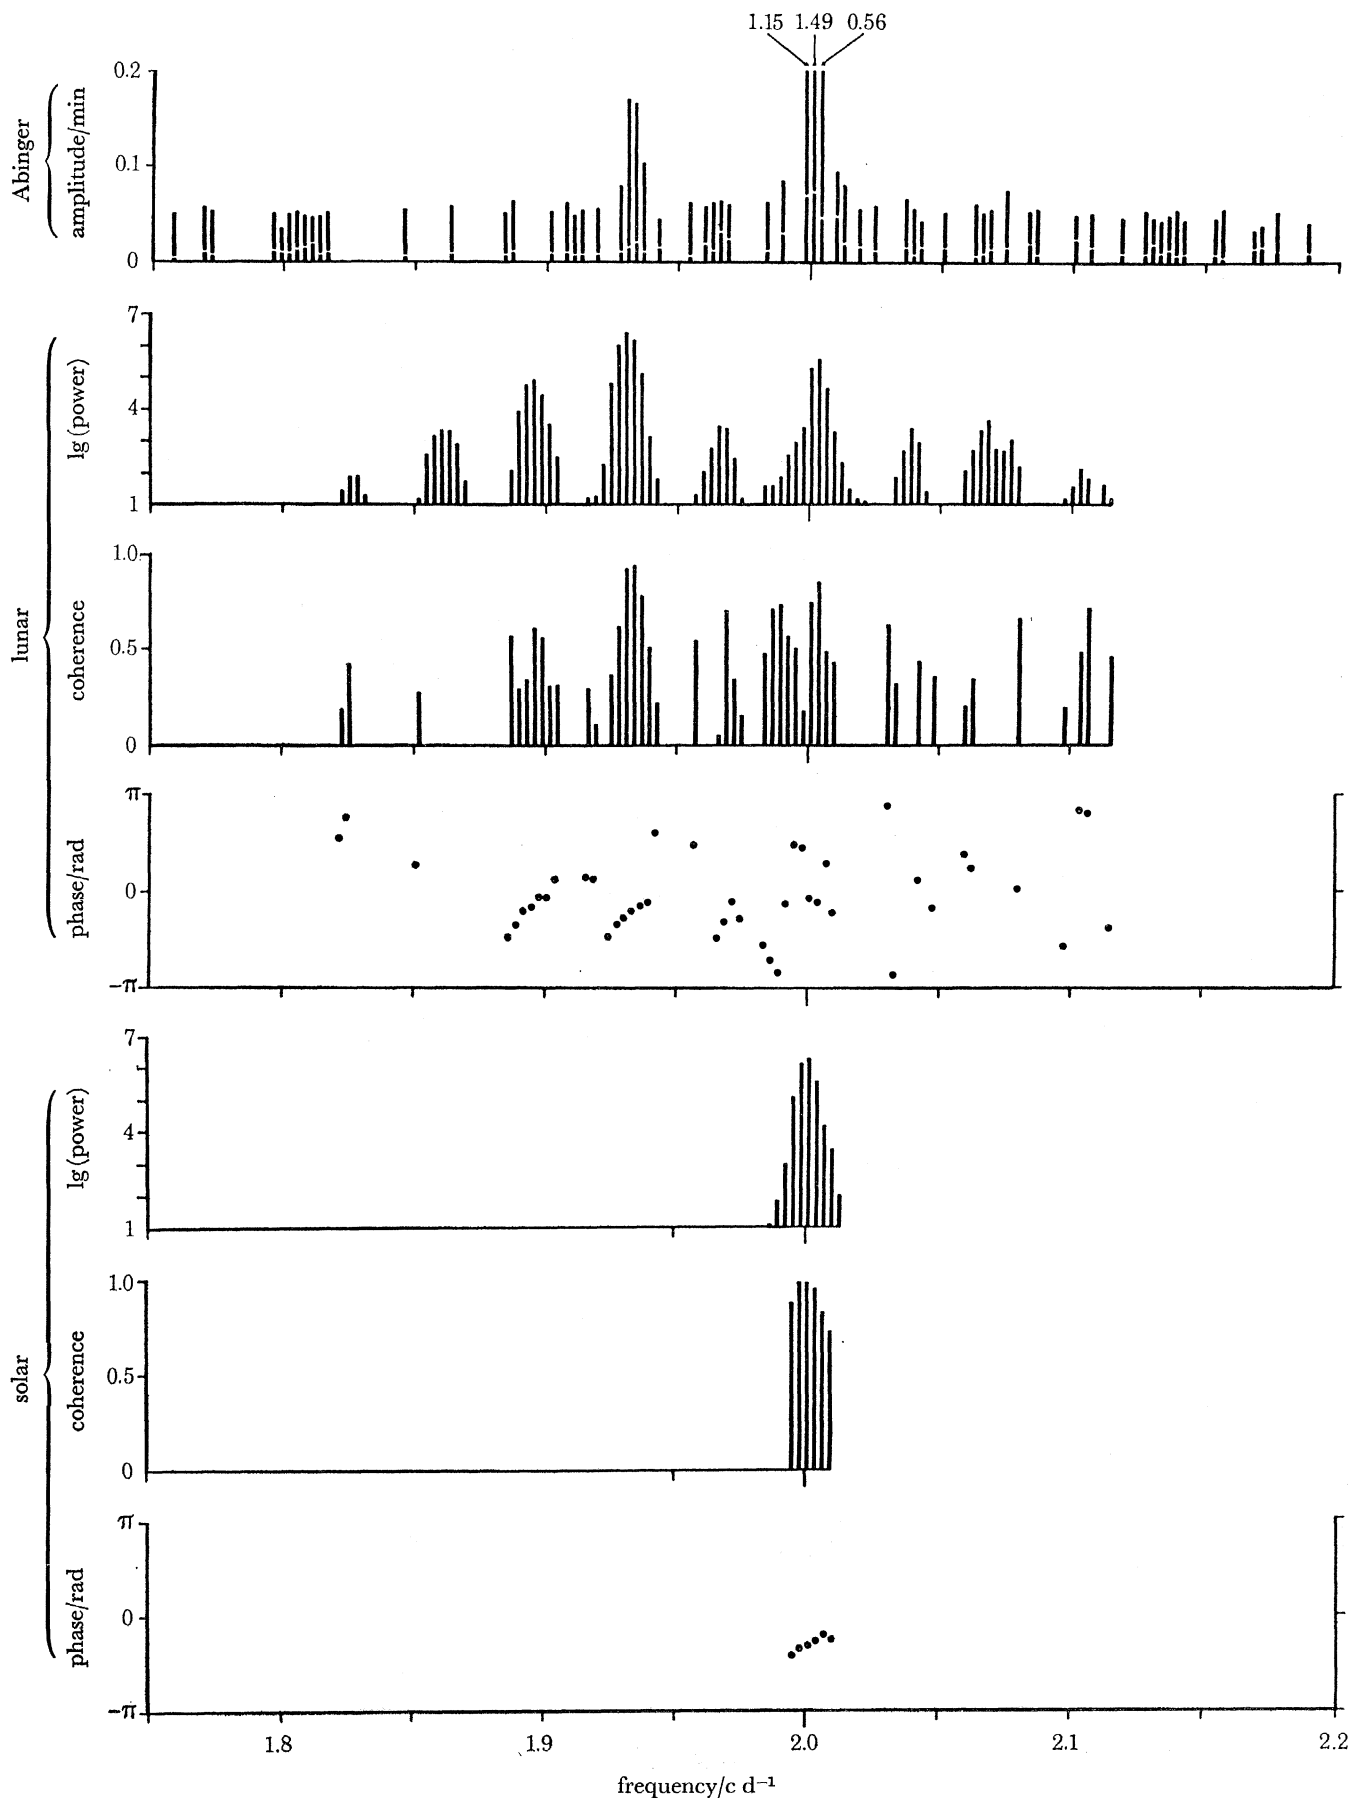 1.15 1.49 0.56
Abinger
amplitude/min
0.2
0.1
0
lunar
lg (power)
7
4
1
coherence
1.0
0.5
0
phase/rad
π
0
−π
solar
lg (power)
7
4
1
coherence
1.0
0.5
0
phase/rad
π
0
−π
1.8 1.9 2.0 2.1 2.2
frequency/c d⁻¹